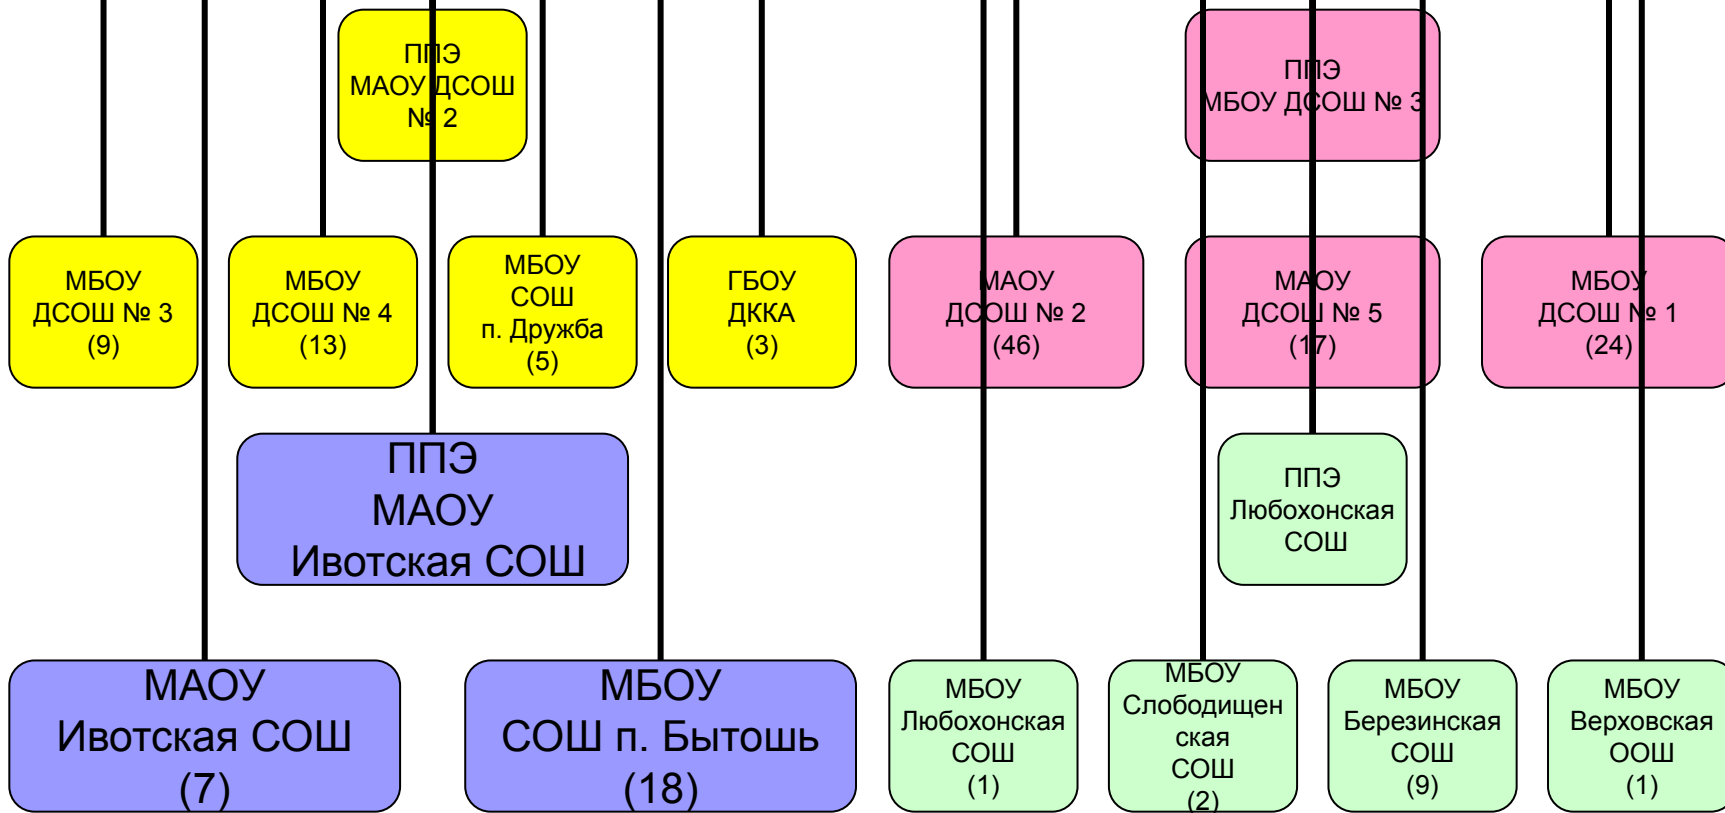 ППЭ
МАОУ ДСОШ
№ 2
ППЭ
МБОУ ДСОШ № 3
МБОУ
ДСОШ № 3
(9)
МБОУ
ДСОШ № 4
(13)
МБОУ
СОШ
п. Дружба
(5)
ГБОУ
ДККА
(3)
МАОУ
ДСОШ № 2
(46)
МАОУ
ДСОШ № 5
(17)
МБОУ
ДСОШ № 1
(24)
ППЭ
МАОУ
Ивотская СОШ
ППЭ
Любохонская
СОШ
МАОУ
Ивотская СОШ
(7)
МБОУ
СОШ п. Бытошь
(18)
МБОУ
Любохонская
СОШ
(1)
МБОУ
Слободищен
ская
СОШ
(2)
МБОУ
Березинская
СОШ
(9)
МБОУ
Верховская
ООШ
(1)